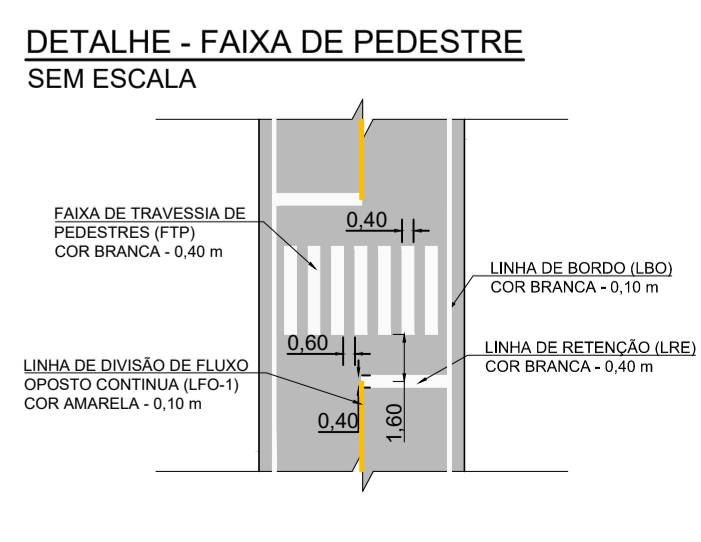 DETALHE - FAIXA DE PEDESTRE
SEM ESCALA
FAIXA DE TRAVESSIA DE
PEDESTRES (FTP)
COR BRANCA - 0,40 m
0,40
LINHA DE BORDO (LBO)
COR BRANCA - 0,10 m
0,60
LINHA DE RETENÇÃO (LRE)
COR BRANCA - 0,40 m
LINHA DE DIVISÃO DE FLUXO
OPOSTO CONTINUA (LFO-1)
COR AMARELA - 0,10 m
0,40
1,60